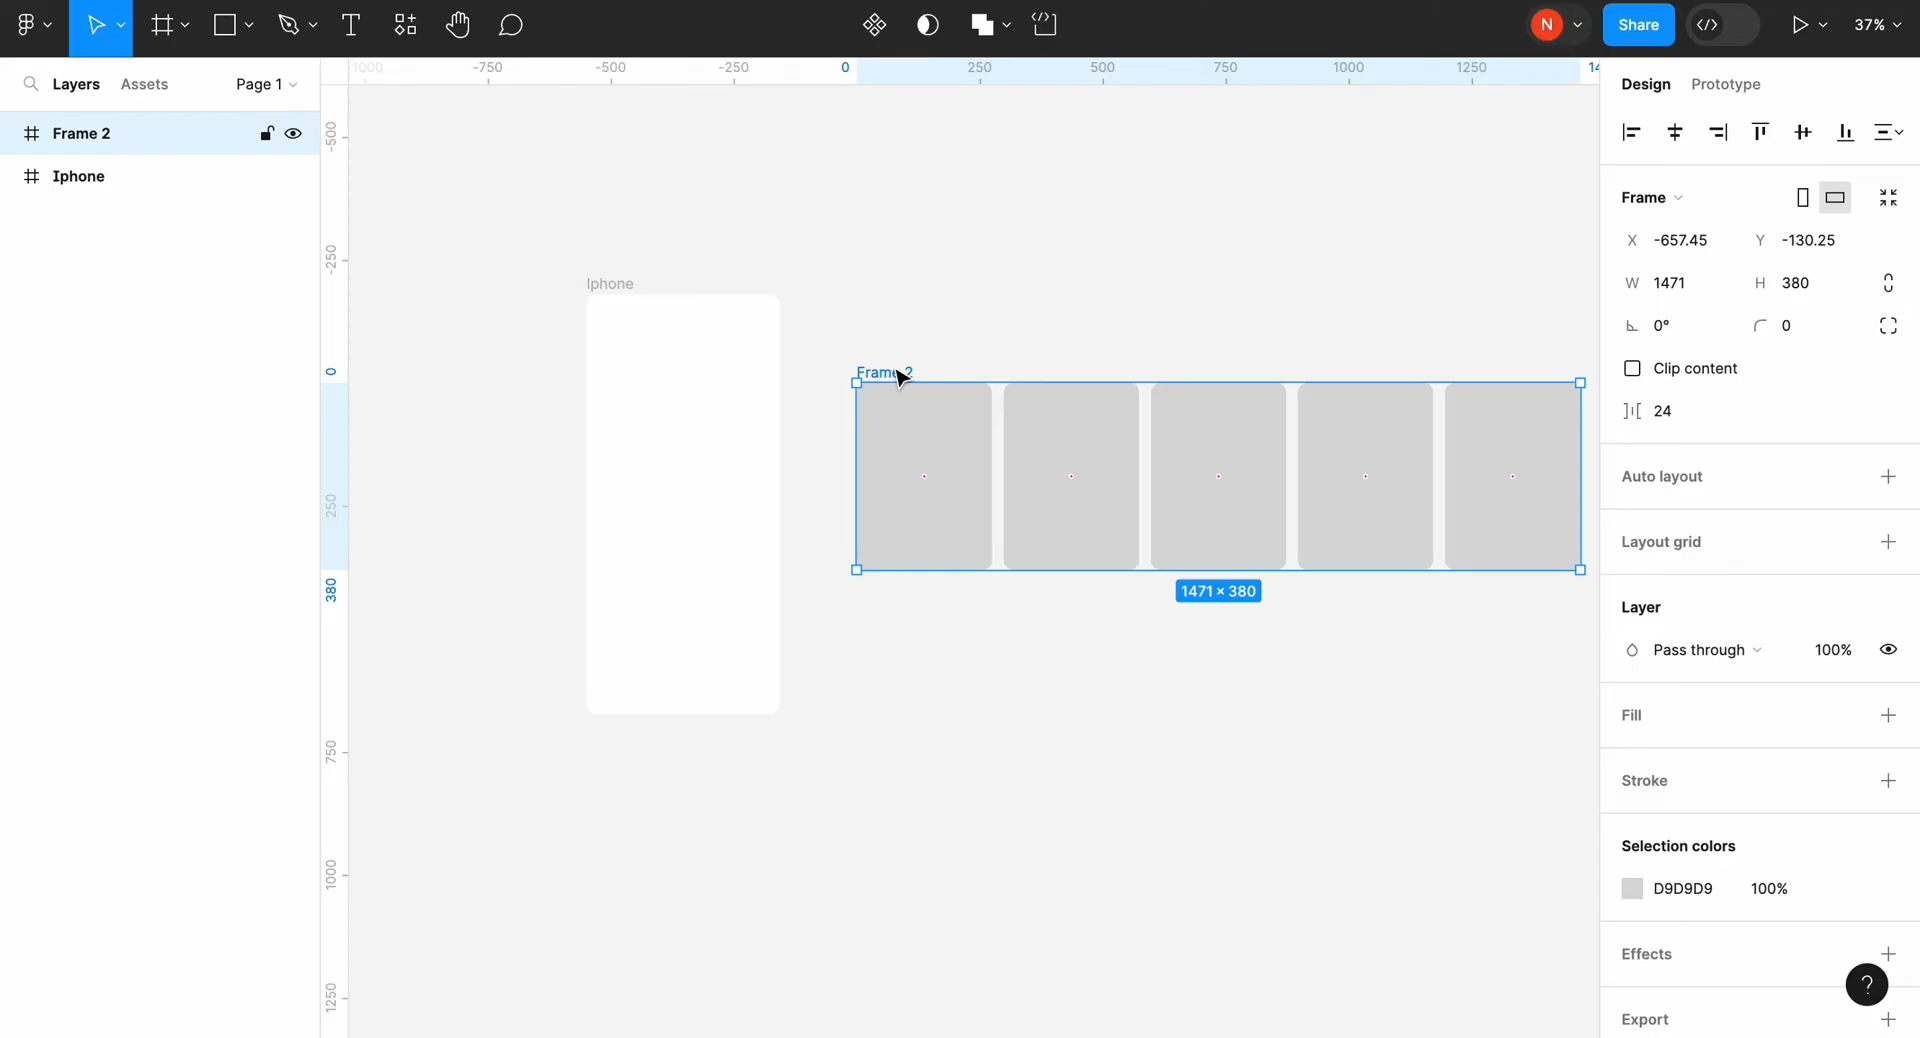 N
Share
37%
Layers
Assets
Page 1
Frame 2
Iphone
-1000
-750
-500
-250
0
250
500
750
1000
1250
14
-500
-250
0
250
380
750
1000
1250
Iphone
Frame 2
1471 × 380
Design
Prototype
Frame
X -657.45
Y -130.25
W 1471
H 380
0°
0
Clip content
24
Auto layout
Layout grid
Layer
Pass through
100%
Fill
Stroke
Selection colors
D9D9D9
100%
Effects
?
Export